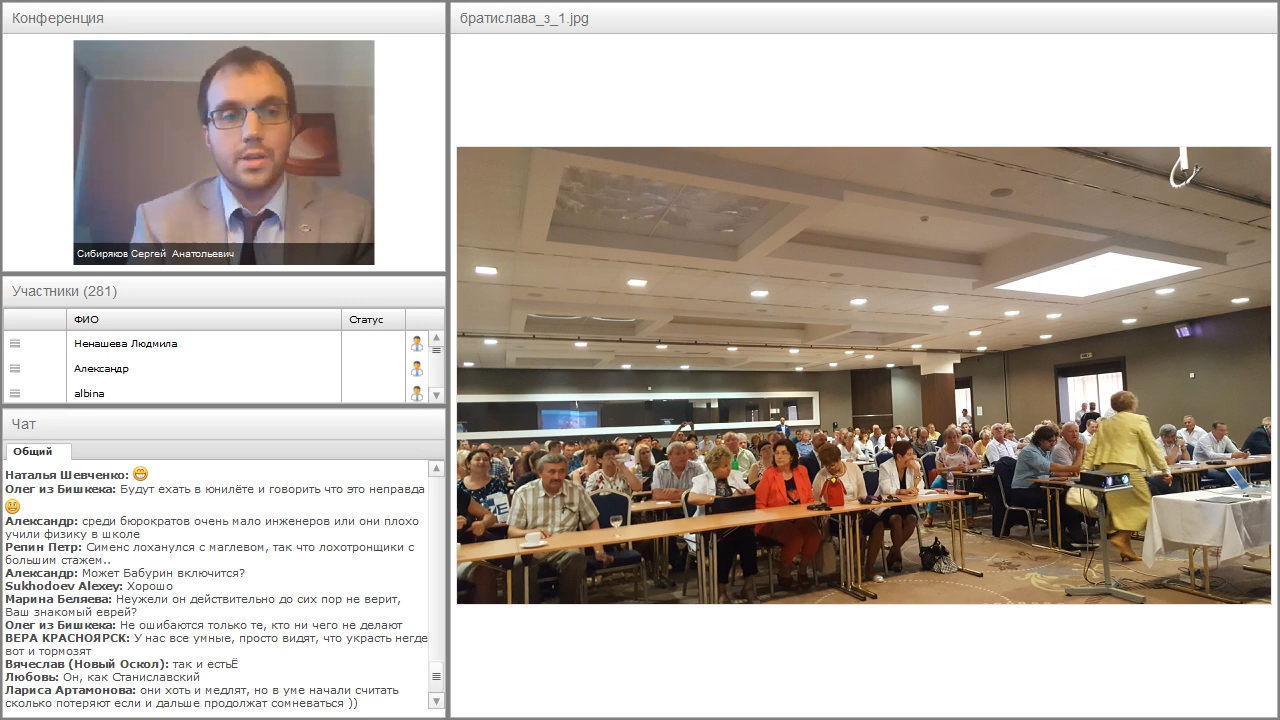 Конференция
братислава_з_1.jpg
Сибиряков Сергей Анатольевич
Участники (281)
ФИО
Статус
Ненашева Людмила
Александр
albina
Чат
Общий
Наталья Шевченко:
Олег из Бишкека: Будут ехать в юнилёте и говорить что это неправда
Александр: среди бюрократов очень мало инженеров или они плохо
учили физику в школе
Репин Петр: Сименс лоханулся с маглевом, так что лохотронщики с
большим стажем..
Александр: Может Бабурин включится?
Sukhodoev Alexey: Хорошо
Марина Беляева: Неужели он действительно до сих пор не верит,
Ваш знакомый еврей?
Олег из Бишкека: Не ошибаются только те, кто ни чего не делают
ВЕРА КРАСНОЯРСК: У нас все умные, просто видят, что украсть негде
вот и тормозят
Вячеслав (Новый Оскол): так и естьЁ
Любовь: Он, как Станиславский
Лариса Артамонова: они хоть и медлят, но в уме начали считать
сколько потеряют если и дальше продолжат сомневаться ))